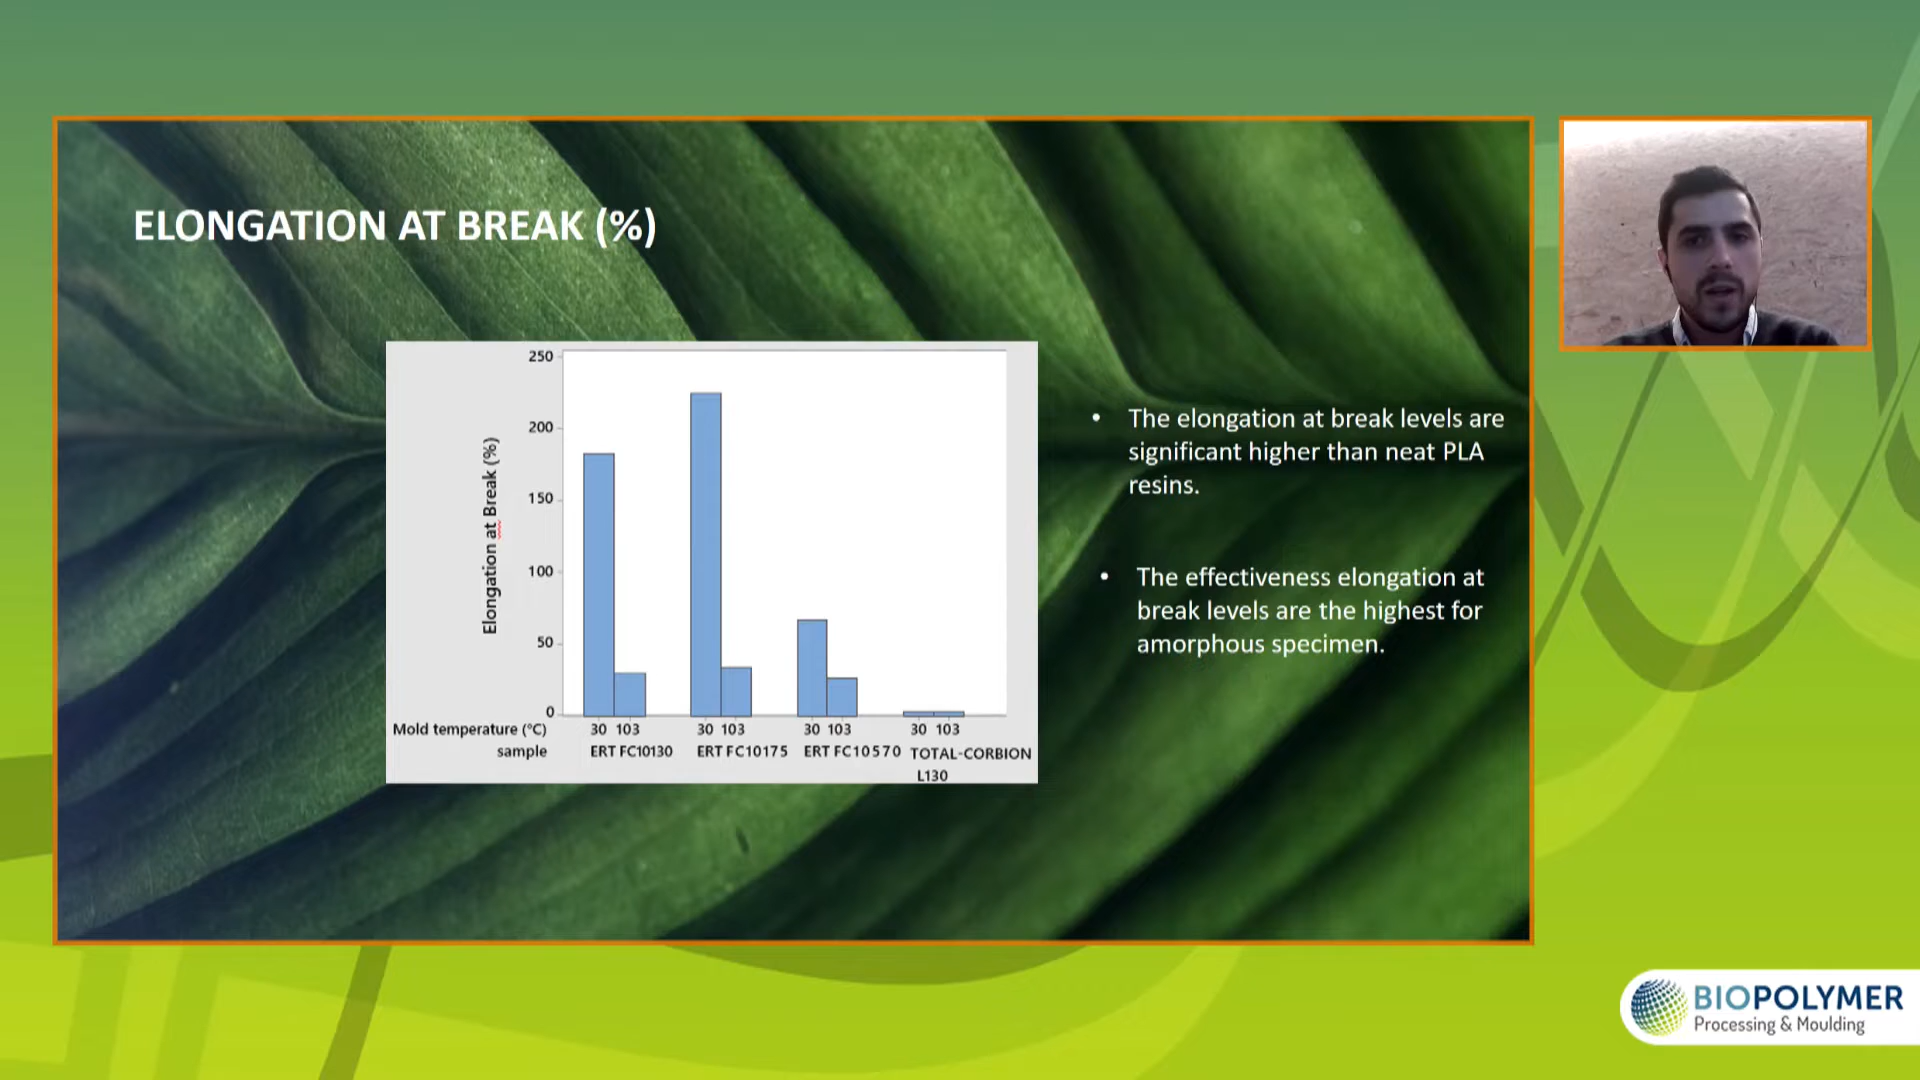 ELONGATION AT BREAK (%)
250
200
150
100
50
0
Elongation at Break (%)
Mold temperature (°C) 30 103 30 103 30 103 30 103
sample ERT FC10130 ERT FC10175 ERT FC10570 TOTAL-CORBION
L130
• The elongation at break levels are
significant higher than neat PLA
resins.
• The effectiveness elongation at
break levels are the highest for
amorphous specimen.
BIOPOLYMER
Processing & Moulding